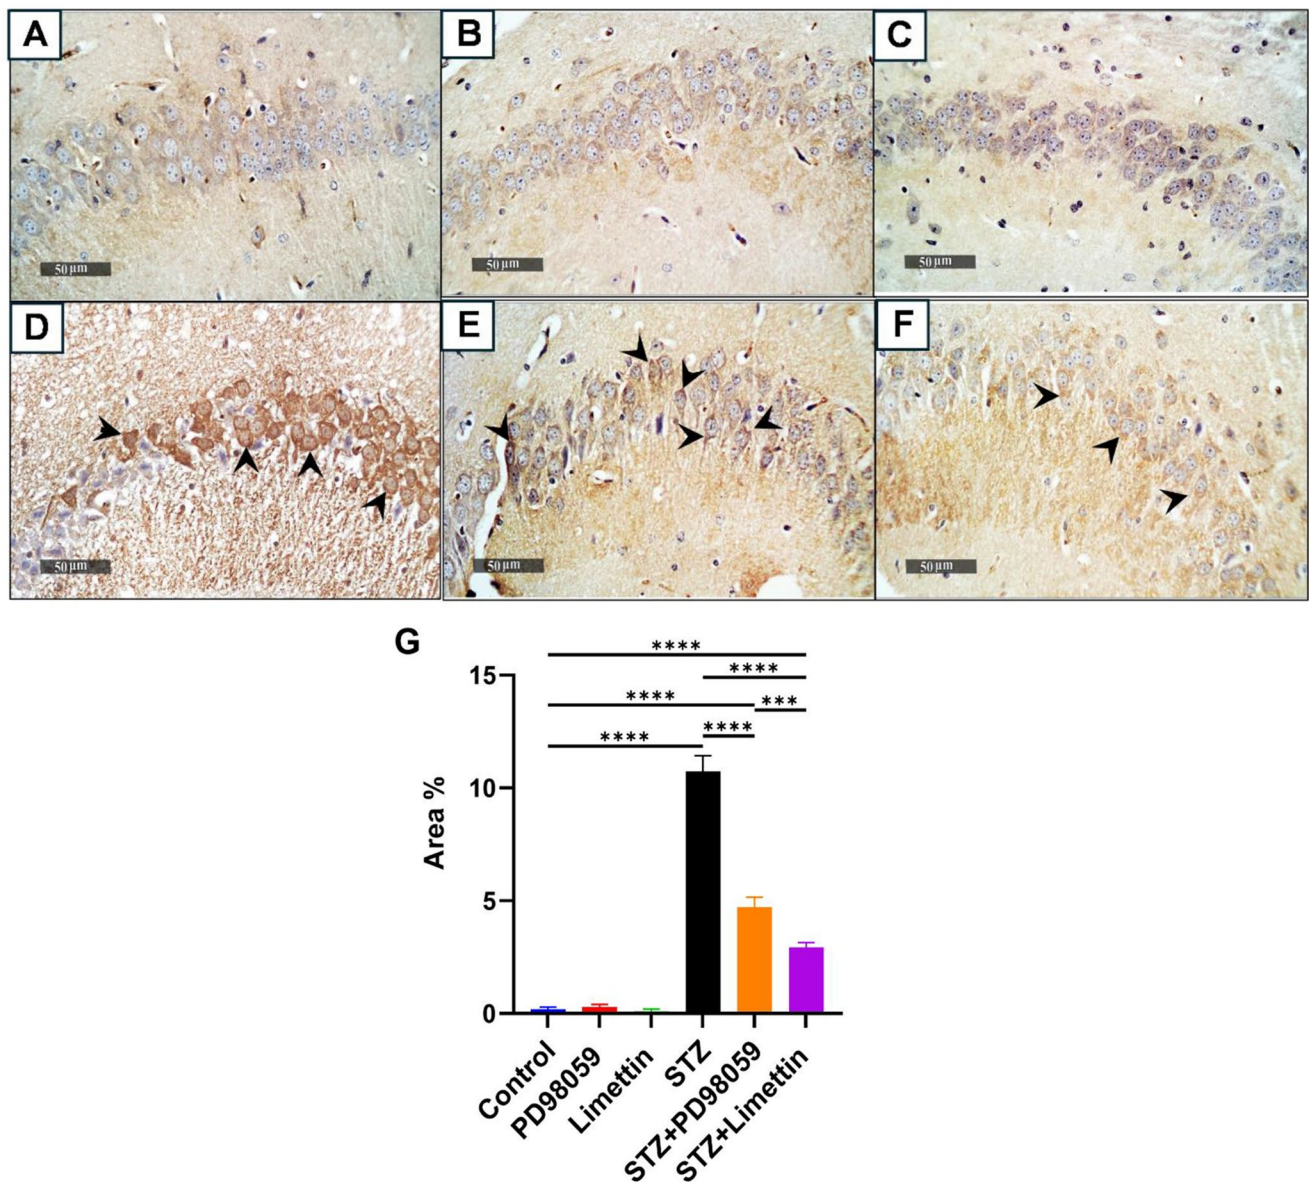 A
B
C
50 µm
50 µm
50 µm
D
E
F
50 µm
50 µm
50 µm
G
****
****
****
***
****
****
15
10
5
0
Area %
Control
PD98059
Limettin
STZ
STZ+PD98059
STZ+Limettin